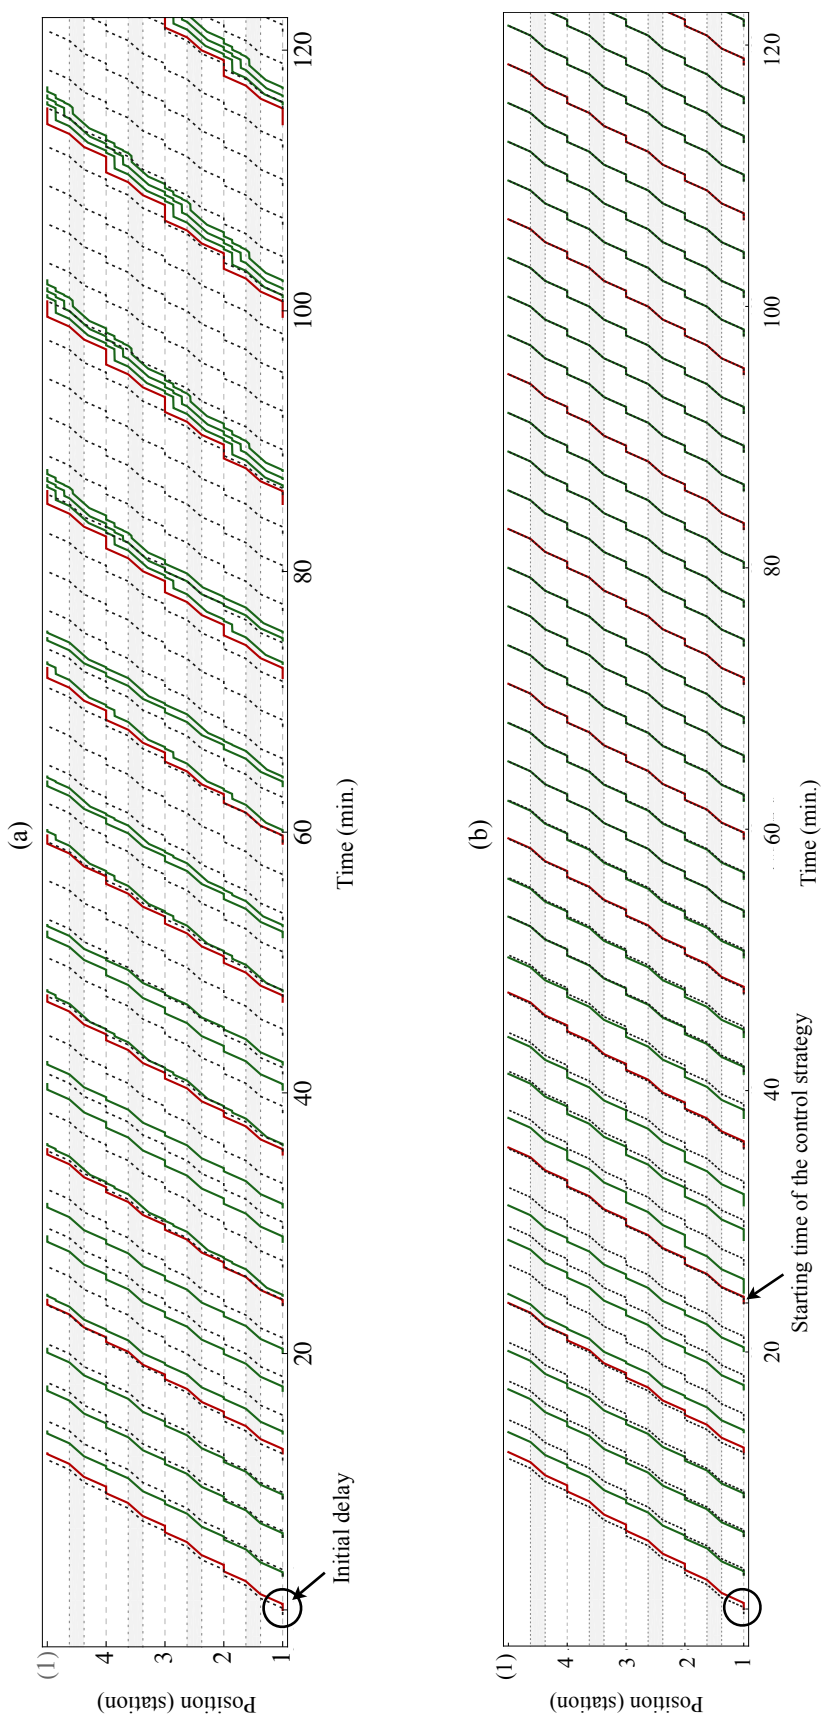 (a)
Position (station)
(1)
4
3
2
1
20
40
60
80
100
120
Time (min.)
Initial delay
(b)
Position (station)
(1)
4
3
2
1
20
40
60
80
100
120
Time (min.)
Starting time of the control strategy